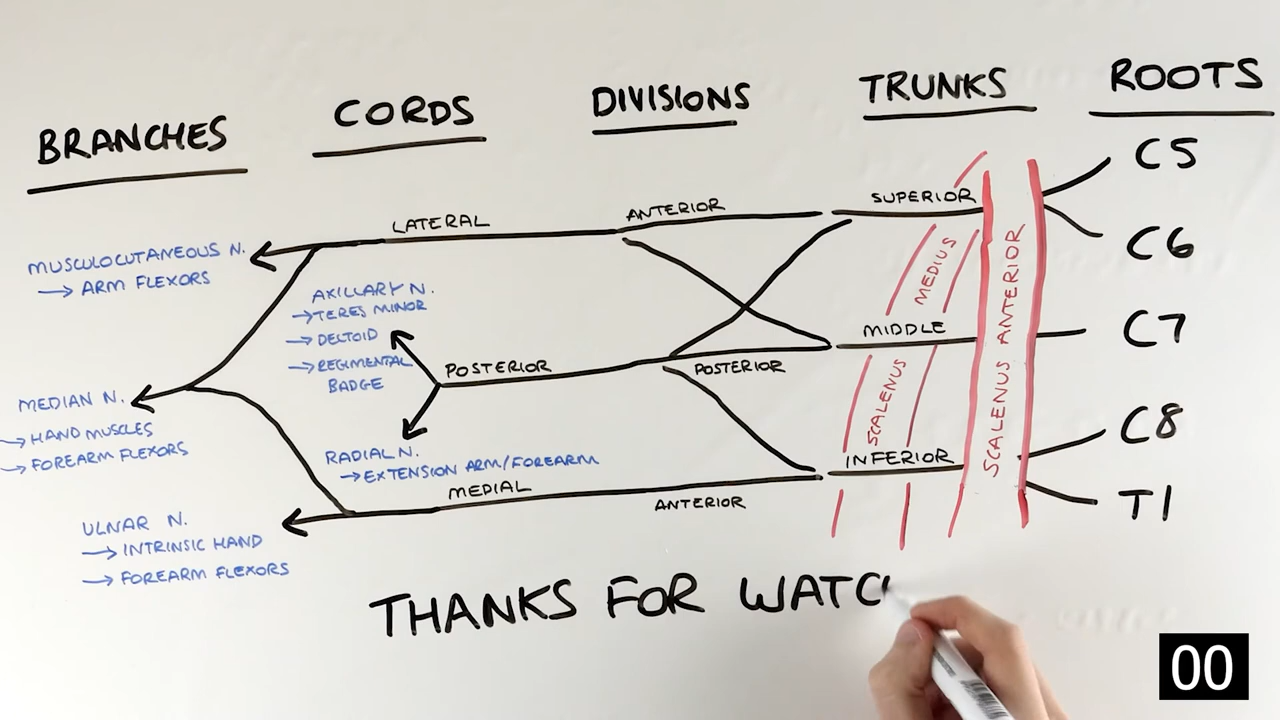 BRANCHES
CORDS
DIVISIONS
TRUNKS
ROOTS
C5
C6
C7
C8
T1
SUPERIOR
MIDDLE
INFERIOR
SCALENUS ANTERIOR
SCALENUS MEDIUS
ANTERIOR
POSTERIOR
ANTERIOR
LATERAL
POSTERIOR
MEDIAL
MUSCULOCUTANEOUS N.
→ ARM FLEXORS
AXILLARY N.
→ TERES MINOR
→ DELTOID
→ REGIMENTAL
BADGE
MEDIAN N.
→ HAND MUSCLES
→ FOREARM FLEXORS
RADIAL N.
→ EXTENSION ARM/FOREARM
ULNAR N.
→ INTRINSIC HAND
→ FOREARM FLEXORS
THANKS FOR WATC
00